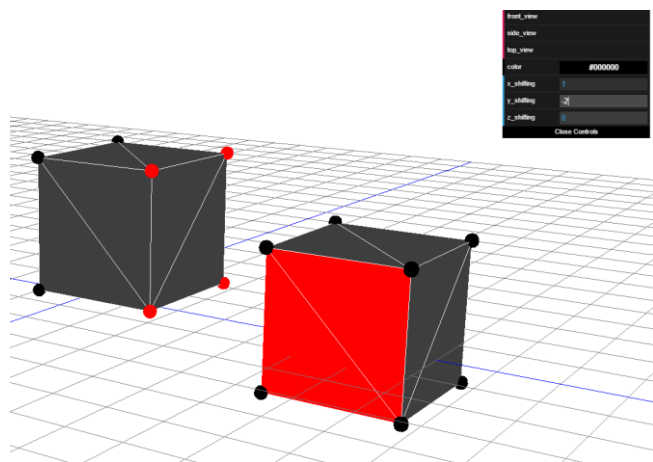 front_view
side_view
top_view
color #000000
x_shifting 1
y_shifting -2
z_shifting 0
Close Controls